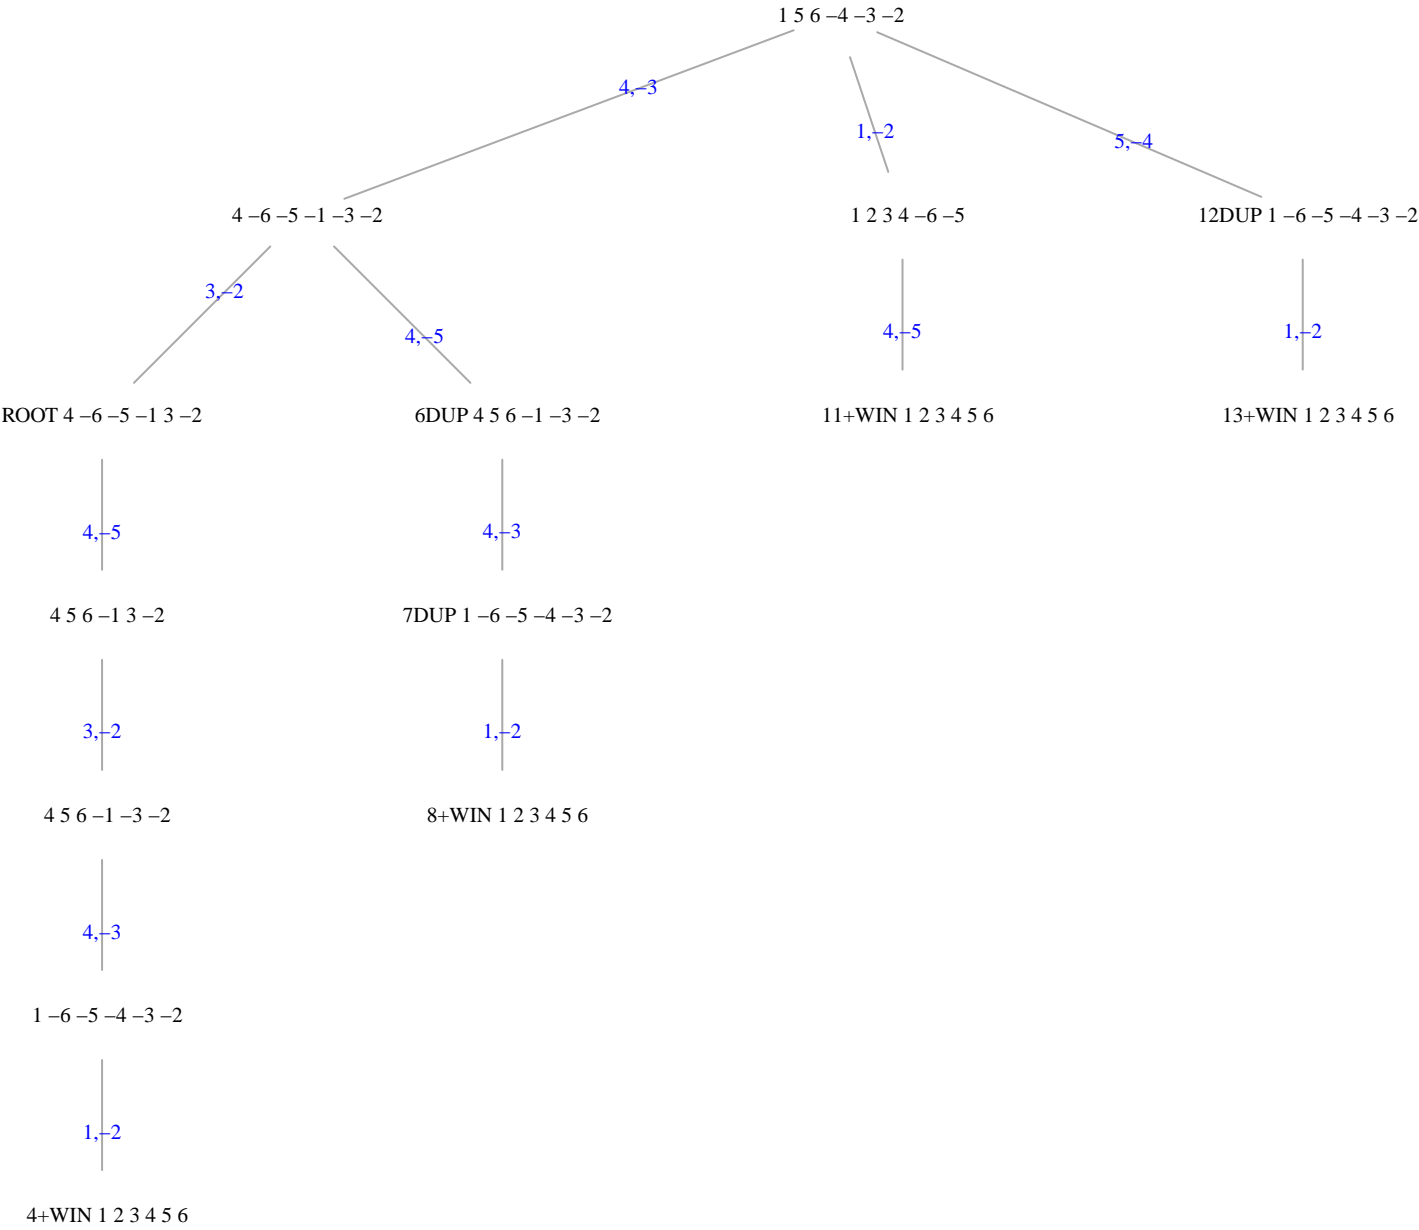 1 5 6 –4 –3 –2
4,–3
1,–2
5,–4
4 –6 –5 –1 –3 –2
1 2 3 4 –6 –5
12DUP 1 –6 –5 –4 –3 –2
3,–2
4,–5
4,–5
1,–2
ROOT 4 –6 –5 –1 3 –2
6DUP 4 5 6 –1 –3 –2
11+WIN 1 2 3 4 5 6
13+WIN 1 2 3 4 5 6
4,–5
4,–3
4 5 6 –1 3 –2
7DUP 1 –6 –5 –4 –3 –2
3,–2
1,–2
4 5 6 –1 –3 –2
8+WIN 1 2 3 4 5 6
4,–3
1 –6 –5 –4 –3 –2
1,–2
4+WIN 1 2 3 4 5 6